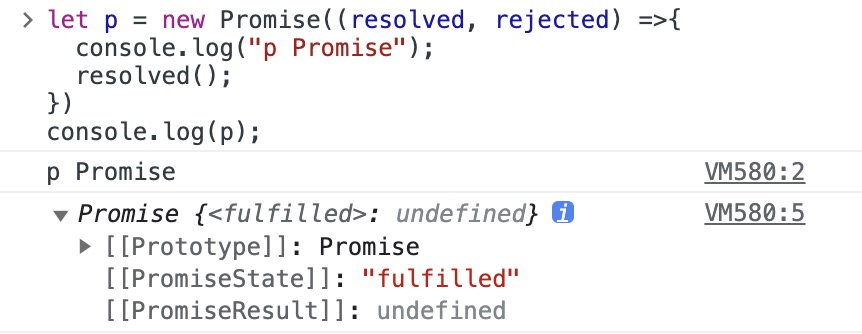 > let p = new Promise((resolved, rejected) =>{
  console.log("p Promise");
  resolved();
})
console.log(p);
p Promise VM580:2
▼ Promise {<fulfilled>: undefined} i VM580:5
▶ [[Prototype]]: Promise
[[PromiseState]]: "fulfilled"
[[PromiseResult]]: undefined